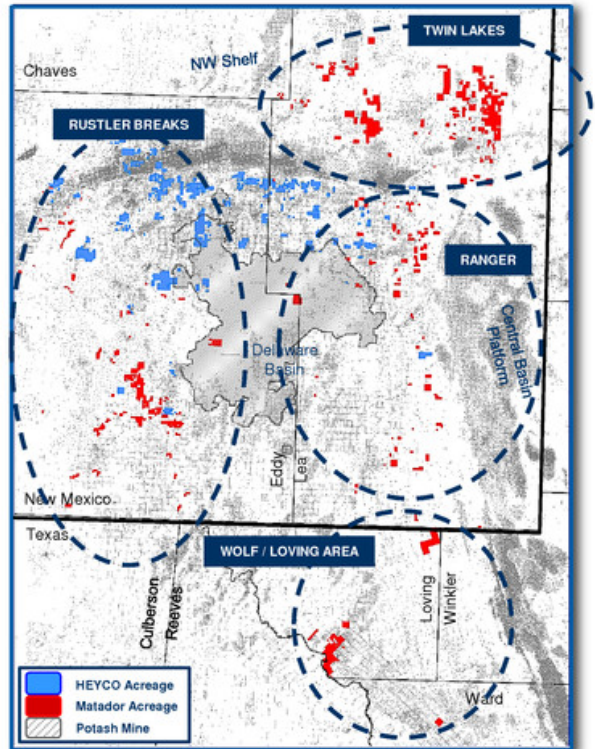 TWIN LAKES
NW Shelf
Chaves
RUSTLER BREAKS
RANGER
Central Basin
Platform
Delaware
Basin
Eddy
Lea
New Mexico
Texas
WOLF / LOVING AREA
Culberson
Reeves
Loving
Winkler
Ward
HEYCO Acreage
Matador Acreage
Potash Mine